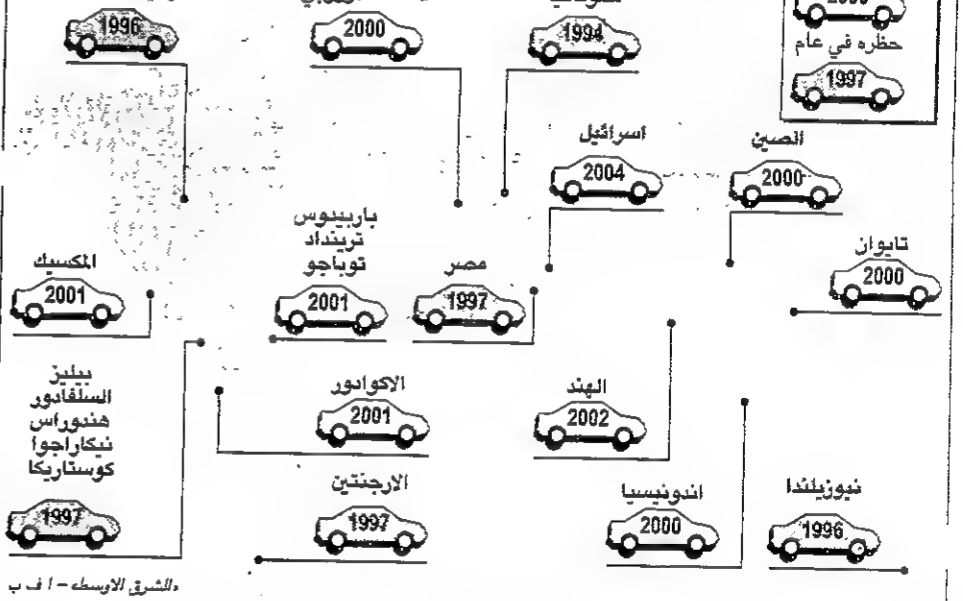 1996
2000
1994
حظره في عام
1997
اسرائيل
2004
الصين
2000
باربيدوس
ترينداد
توباجو
2001
مصر
1997
تايوان
2000
المكسيك
2001
بيليز
السلفادور
هندوراس
نيكاراجوا
كوستاريكا
1997
الاكوادور
2001
الهند
2002
الارجنتين
1997
اندونيسيا
2000
نيوزيلندا
1996
«الشرق الاوسط» – ا ف ب